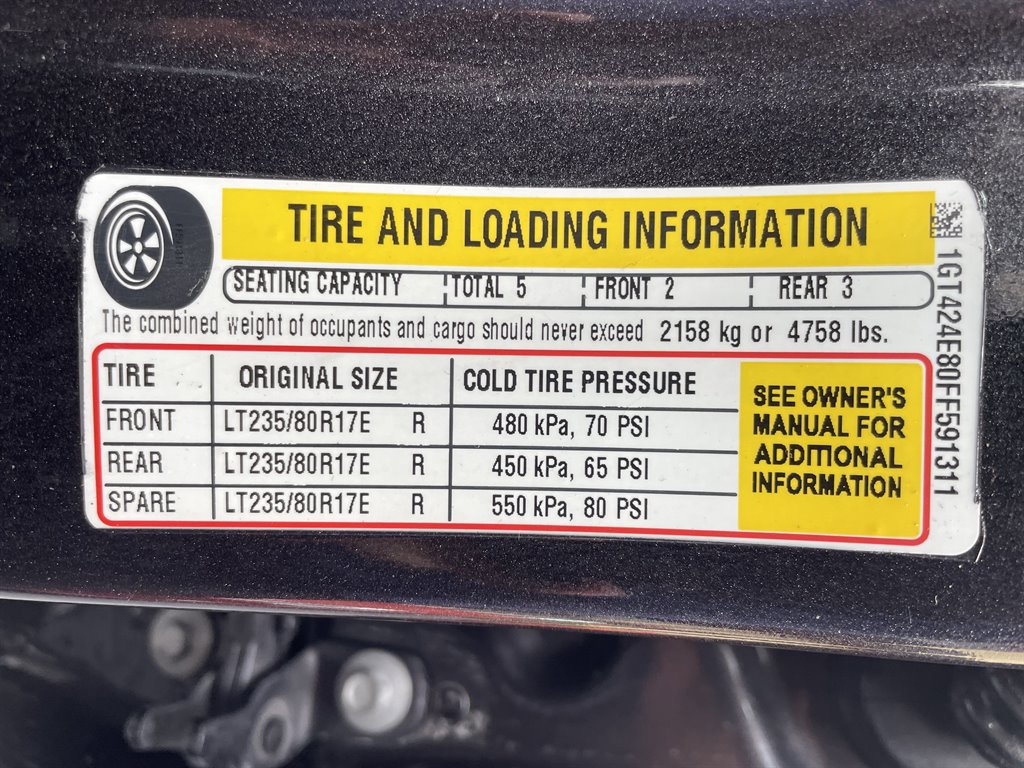 TIRE AND LOADING INFORMATION
SEATING CAPACITY TOTAL 5 FRONT 2 REAR 3
The combined weight of occupants and cargo should never exceed 2158 kg or 4758 lbs.
TIRE ORIGINAL SIZE COLD TIRE PRESSURE
FRONT LT235/80R17E R 480 kPa, 70 PSI
REAR LT235/80R17E R 450 kPa, 65 PSI
SPARE LT235/80R17E R 550 kPa, 80 PSI
SEE OWNER'S
MANUAL FOR
ADDITIONAL
INFORMATION
1GT424E80FF591311